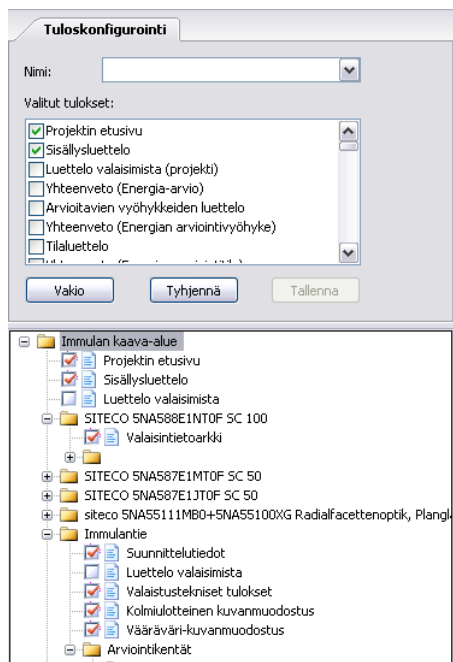 Tuloskonfigurointi
Nimi:
Valitut tulokset:
Projektin etusivu
Sisällysluettelo
Luettelo valaisimista (projekti)
Yhteenveto (Energia-arvio)
Arvioitavien vyöhykkeiden luettelo
Yhteenveto (Energian arviointivyöhyke)
Tilaluettelo
Vakio
Tyhjennä
Tallenna
Immulan kaava-alue
Projektin etusivu
Sisällysluettelo
Luettelo valaisimista
SITECO 5NA588E1NT0F SC 100
Valaisintietoarkki
SITECO 5NA587E1MT0F SC 50
SITECO 5NA587E1JT0F SC 50
siteco 5NA55111MB0+5NA55100XG Radialfacettenoptik, Plangl
Immulantie
Suunnittelutiedot
Luettelo valaisimista
Valaistustekniset tulokset
Kolmiulotteinen kuvanmuodostus
Vääräväri-kuvanmuodostus
Arviointikentät